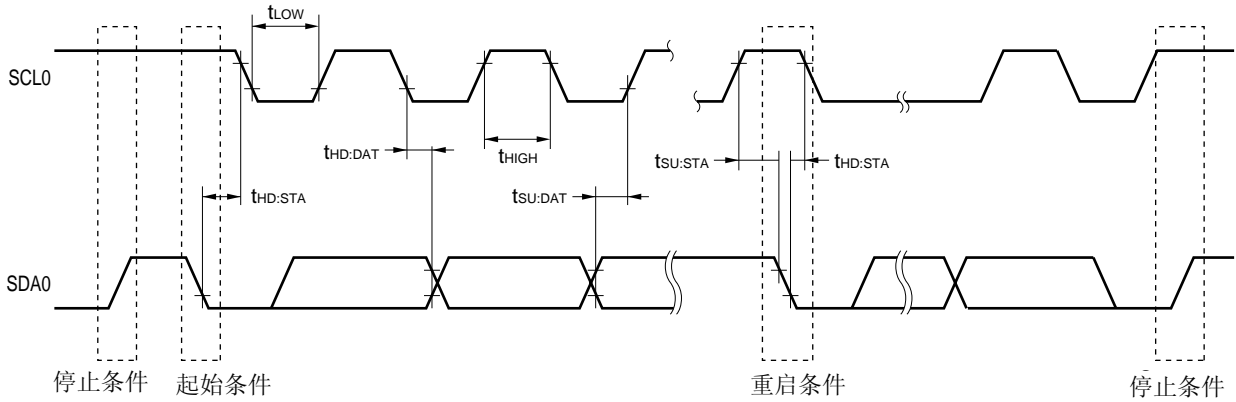 tLOW
SCL0
tHD:DAT
tHIGH
tSU:STA
tHD:STA
tHD:STA
tSU:DAT
SDA0
停止条件
起始条件
重启条件
停止条件